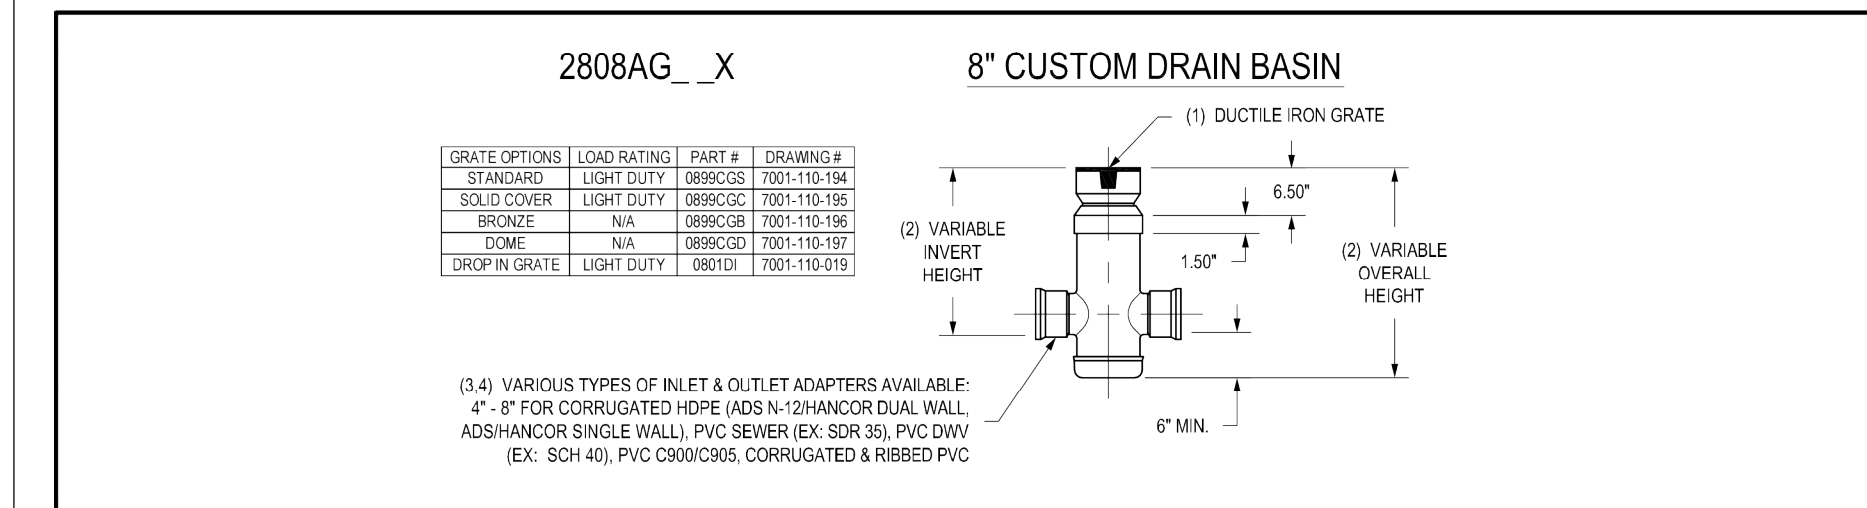 2808AG_ _X
8" CUSTOM DRAIN BASIN
(1) DUCTILE IRON GRATE
GRATE OPTIONS LOAD RATING PART # DRAWING #
STANDARD LIGHT DUTY 0899CGS 7001-110-194
SOLID COVER LIGHT DUTY 0899CGC 7001-110-195
BRONZE N/A 0899CGB 7001-110-196
DOME N/A 0899CGD 7001-110-197
DROP IN GRATE LIGHT DUTY 0801DI 7001-110-019
(2) VARIABLE
INVERT
HEIGHT
6.50"
1.50"
(2) VARIABLE
OVERALL
HEIGHT
(3,4) VARIOUS TYPES OF INLET & OUTLET ADAPTERS AVAILABLE:
4" - 8" FOR CORRUGATED HDPE (ADS N-12/HANCOR DUAL WALL,
ADS/HANCOR SINGLE WALL), PVC SEWER (EX: SDR 35), PVC DWV
(EX: SCH 40), PVC C900/C905, CORRUGATED & RIBBED PVC
6" MIN.